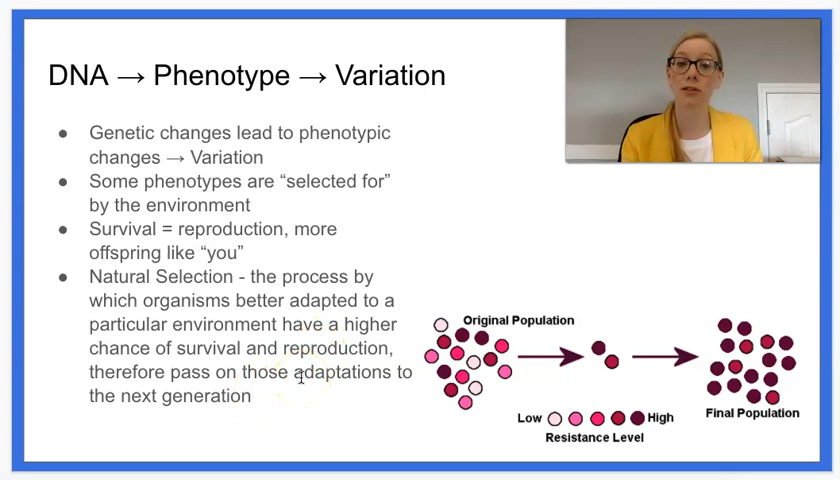 DNA → Phenotype → Variation
● Genetic changes lead to phenotypic
changes → Variation
● Some phenotypes are “selected for”
by the environment
● Survival = reproduction, more
offspring like “you”
● Natural Selection - the process by
which organisms better adapted to a
particular environment have a higher
chance of survival and reproduction,
therefore pass on those adaptations to
the next generation
Original Population
Low High
Resistance Level
Final Population